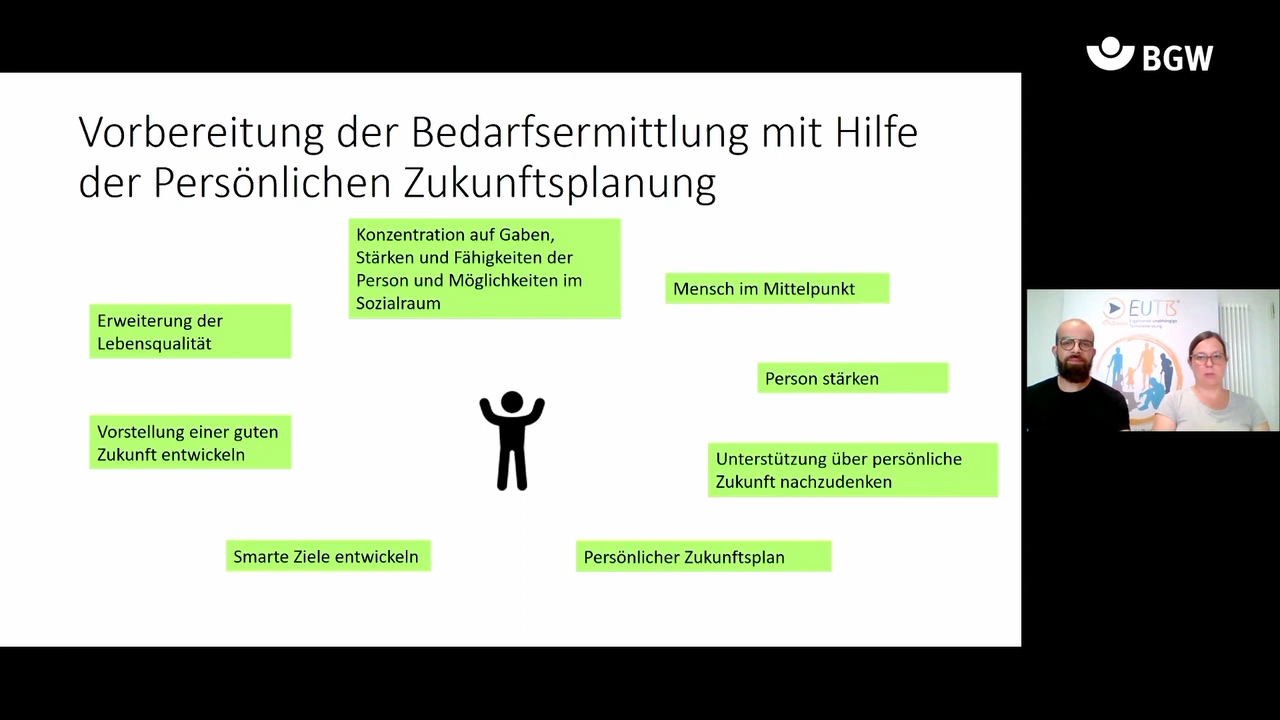 BGW
Vorbereitung der Bedarfsermittlung mit Hilfe
der Persönlichen Zukunftsplanung
Konzentration auf Gaben,
Stärken und Fähigkeiten der
Person und Möglichkeiten im
Sozialraum
Mensch im Mittelpunkt
Erweiterung der
Lebensqualität
Person stärken
Vorstellung einer guten
Zukunft entwickeln
Unterstützung über persönliche
Zukunft nachzudenken
Smarte Ziele entwickeln
Persönlicher Zukunftsplan
EUTB